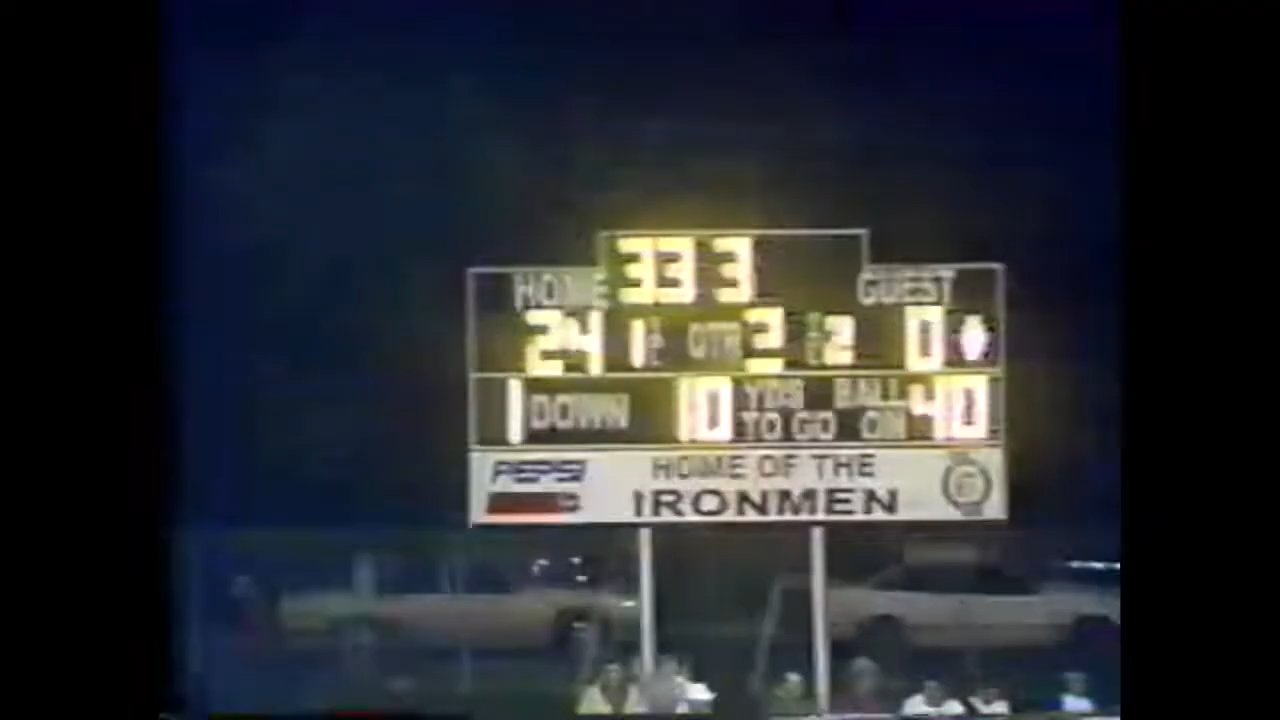 33 3
HOME GUEST
24 1 QTR 2 2 0
1 DOWN 10 YDS TO GO BALL ON 40
PEPSI HOME OF THE
IRONMEN